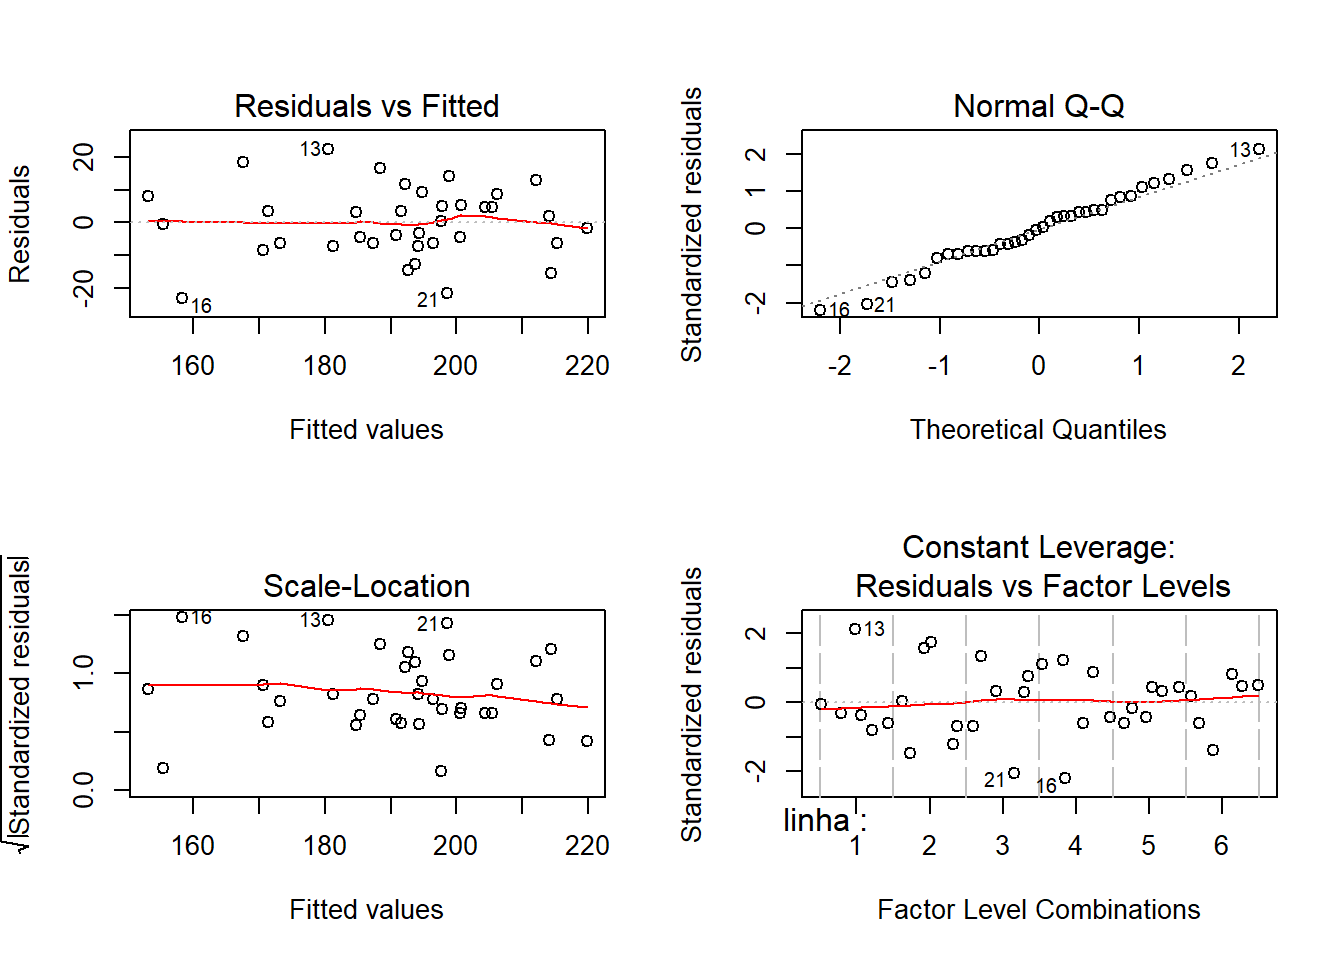 Residuals vs Fitted
Residuals
20
0
-20
13
16
21
160 180 200 220
Fitted values
Normal Q-Q
Standardized residuals
2
1
0
-2
13
16
21
-2 -1 0 1 2
Theoretical Quantiles
Scale-Location
√|Standardized residuals|
1.0
0.0
16
13
21
160 180 200 220
Fitted values
Constant Leverage:
Residuals vs Factor Levels
Standardized residuals
2
0
-2
13
21
16
linha :
1 2 3 4 5 6
Factor Level Combinations